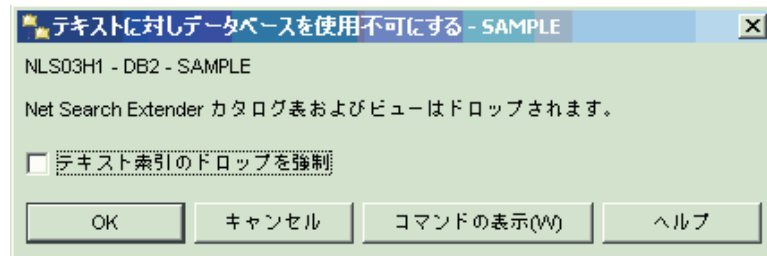 テキストに対しデータベースを使用不可にする - SAMPLE
NLS03H1 - DB2 - SAMPLE
Net Search Extender カタログ表およびビューはドロップされます。
テキスト索引のドロップを強制
OK キャンセル コマンドの表示(W) ヘルプ